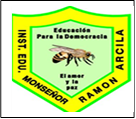 Educación
Para la Democracia
INST. EDU. MONSEÑOR RAMON ARCILA
El amor
y la
paz